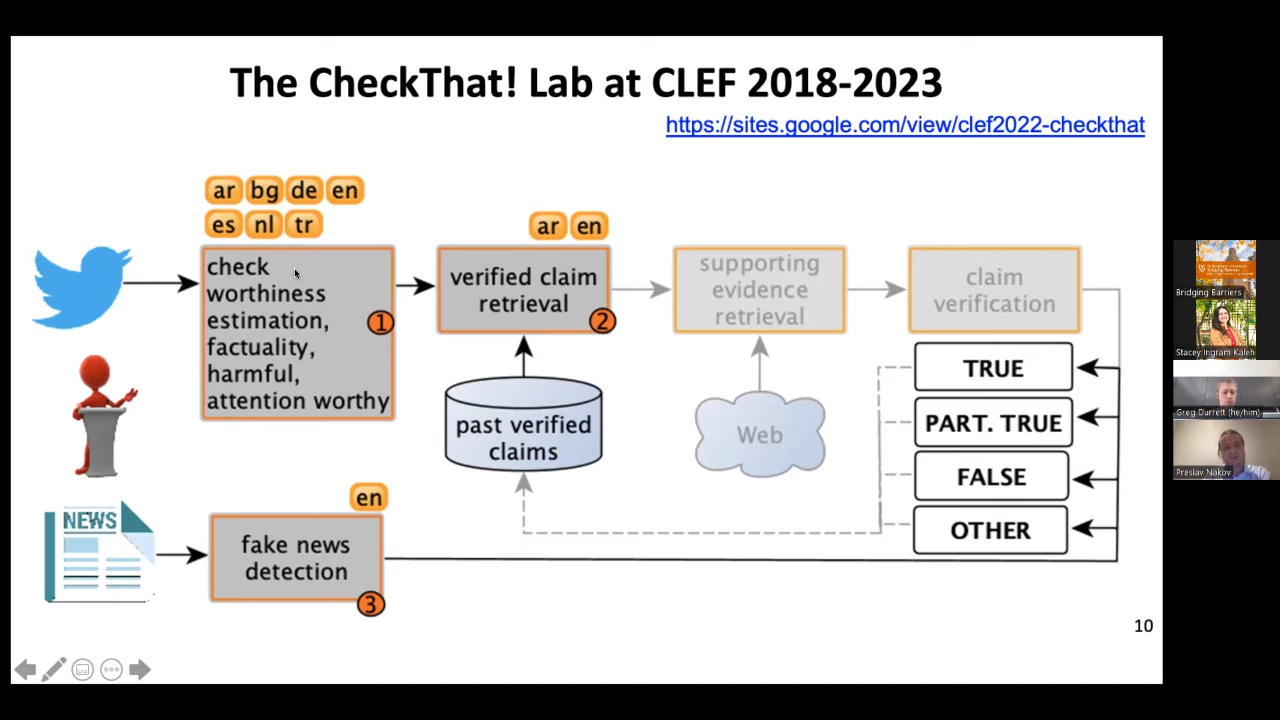 The CheckThat! Lab at CLEF 2018-2023
https://sites.google.com/view/clef2022-checkthat
ar bg de en
es nl tr
check
worthiness
estimation,
factuality,
harmful,
attention worthy
1
ar en
verified claim
retrieval
2
past verified
claims
supporting
evidence
retrieval
Web
claim
verification
TRUE
PART. TRUE
FALSE
OTHER
NEWS
en
fake news
detection
3
10
Bridging Barriers
Stacey Ingram Kaleh
Greg Durrett (he/him)
Preslav Nakov